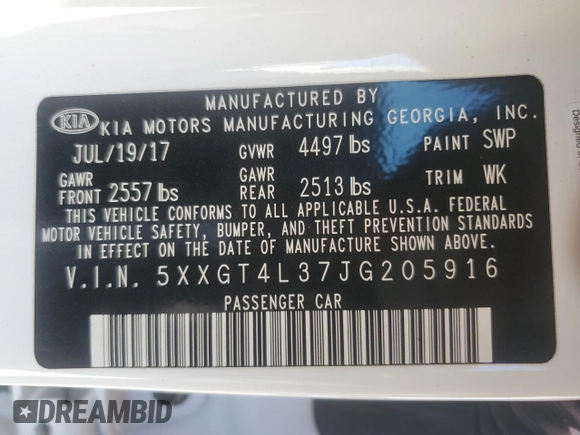 MANUFACTURED BY
KIA KIA MOTORS MANUFACTURING GEORGIA, INC.
JUL/19/17 GVWR 4497 lbs PAINT SWP
GAWR FRONT 2557 lbs GAWR REAR 2513 lbs TRIM WK
THIS VEHICLE CONFORMS TO ALL APPLICABLE U.S.A. FEDERAL
MOTOR VEHICLE SAFETY, BUMPER, AND THEFT PREVENTION STANDARDS
IN EFFECT ON THE DATE OF MANUFACTURE SHOWN ABOVE.
V.I.N. 5XXGT4L37JG205916
PASSENGER CAR
DREAMBID
Designed